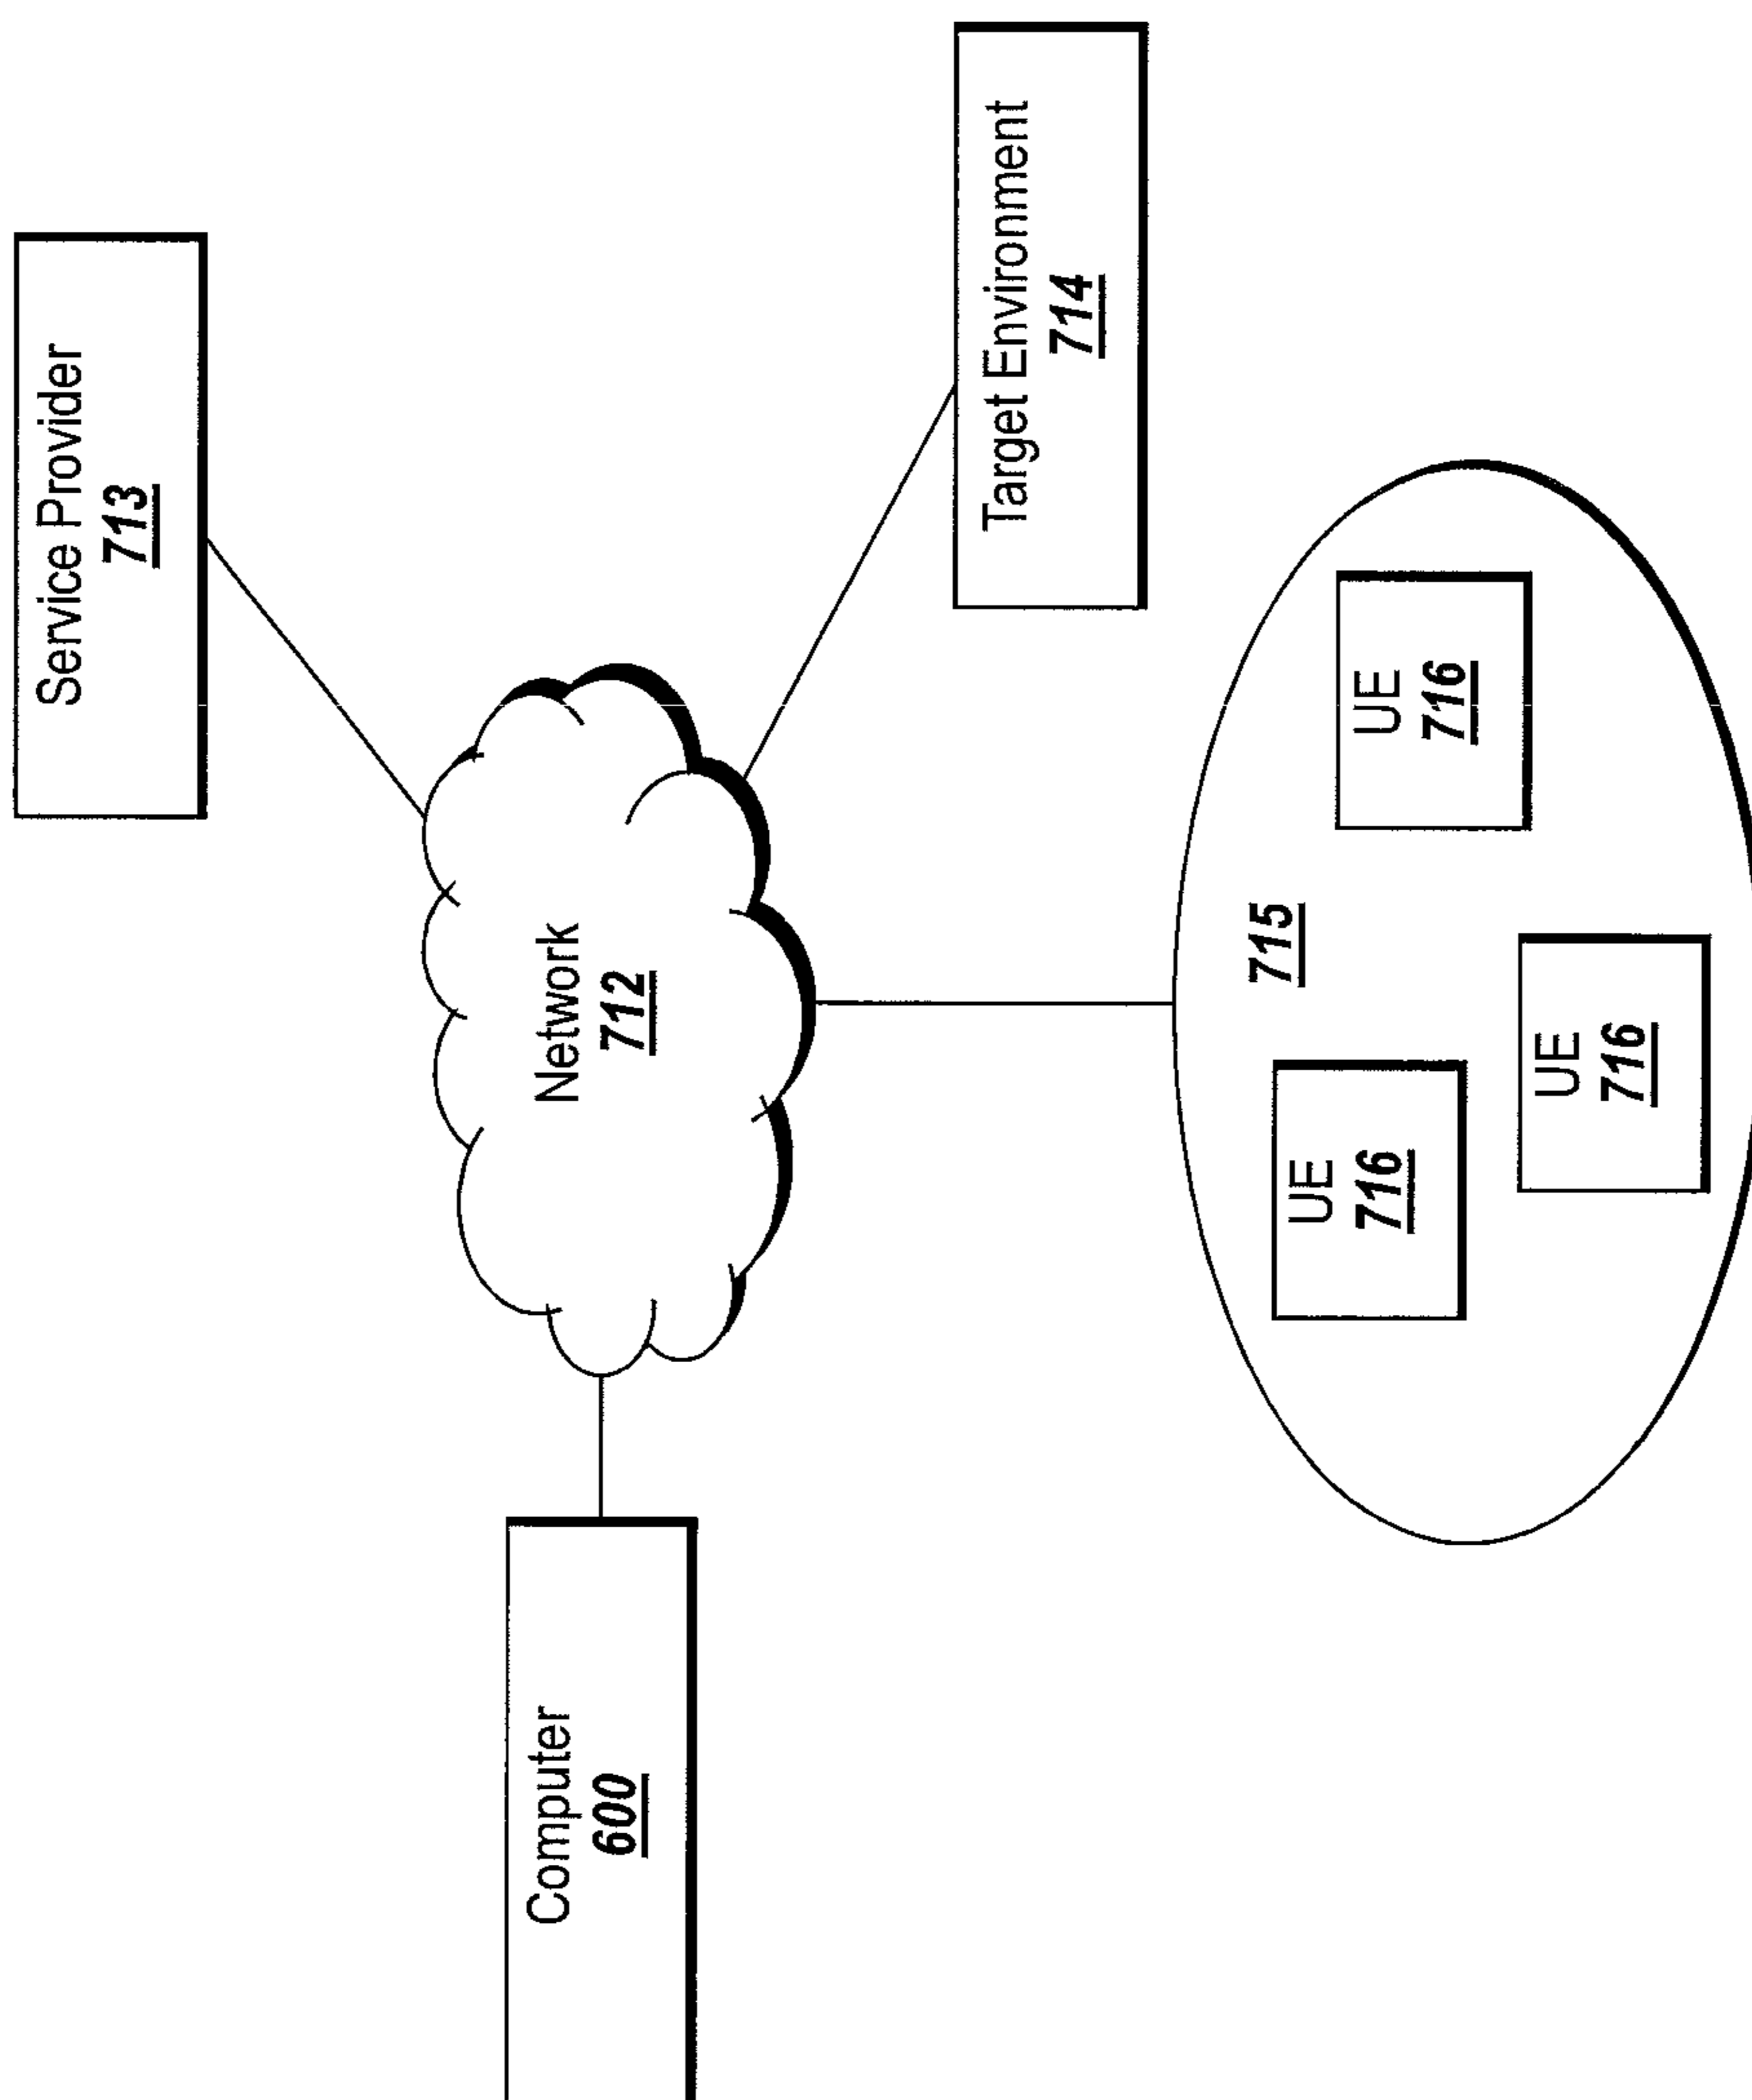 Service Provider
713
Target Environment
714
Network
712
Computer
600
715
UE
716
UE
716
UE
716